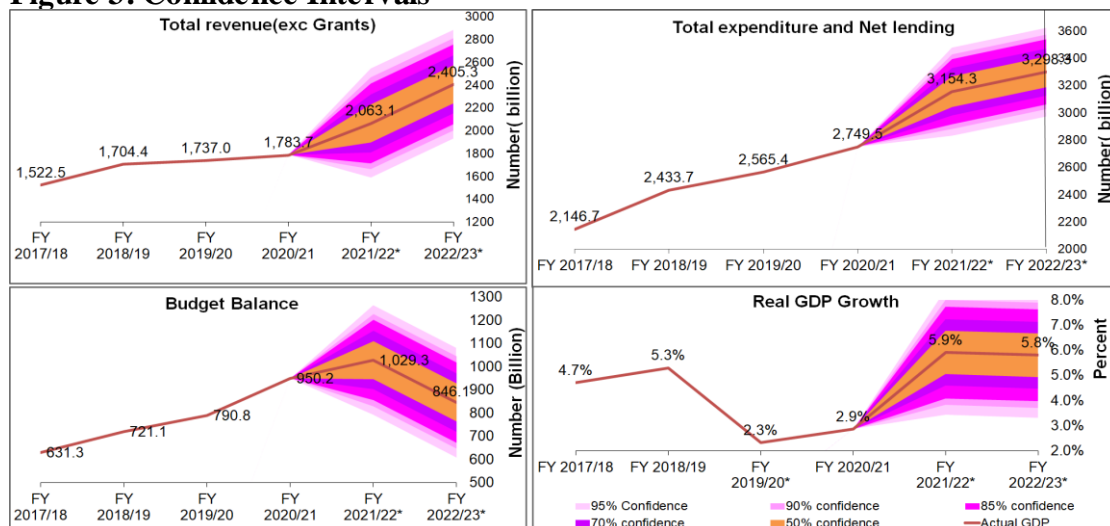 Figure 3: Confidence Intervals
Total revenue(exc Grants)
3000
2800
2600
2400
2200
2000
1800
1600
1400
1200
Number( billion)
1,522.5
1,704.4
1,737.0
1,783.7
2,063.1
2,405.3
FY 2017/18
FY 2018/19
FY 2019/20
FY 2020/21
FY 2021/22*
FY 2022/23*
Total expenditure and Net lending
3600
3400
3200
3000
2800
2600
2400
2200
2000
Number( billion)
2,146.7
2,433.7
2,565.4
2,749.5
3,154.3
3,298.3
FY 2017/18
FY 2018/19
FY 2019/20
FY 2020/21
FY 2021/22*
FY 2022/23*
Budget Balance
1300
1200
1100
1000
900
800
700
600
500
Number (Billion)
631.3
721.1
790.8
950.2
1,029.3
846.1
FY 2017/18
FY 2018/19
FY 2019/20
FY 2020/21
FY 2021/22*
FY 2022/23*
Real GDP Growth
8.0%
7.0%
6.0%
5.0%
4.0%
3.0%
2.0%
Percent
4.7%
5.3%
2.3%
2.9%
5.9%
5.8%
FY 2017/18
FY 2018/19
FY 2019/20*
FY 2020/21
FY 2021/22*
FY 2022/23*
95% Confidence
90% confidence
85% confidence
70% confidence
50% confidence
Actual GDP